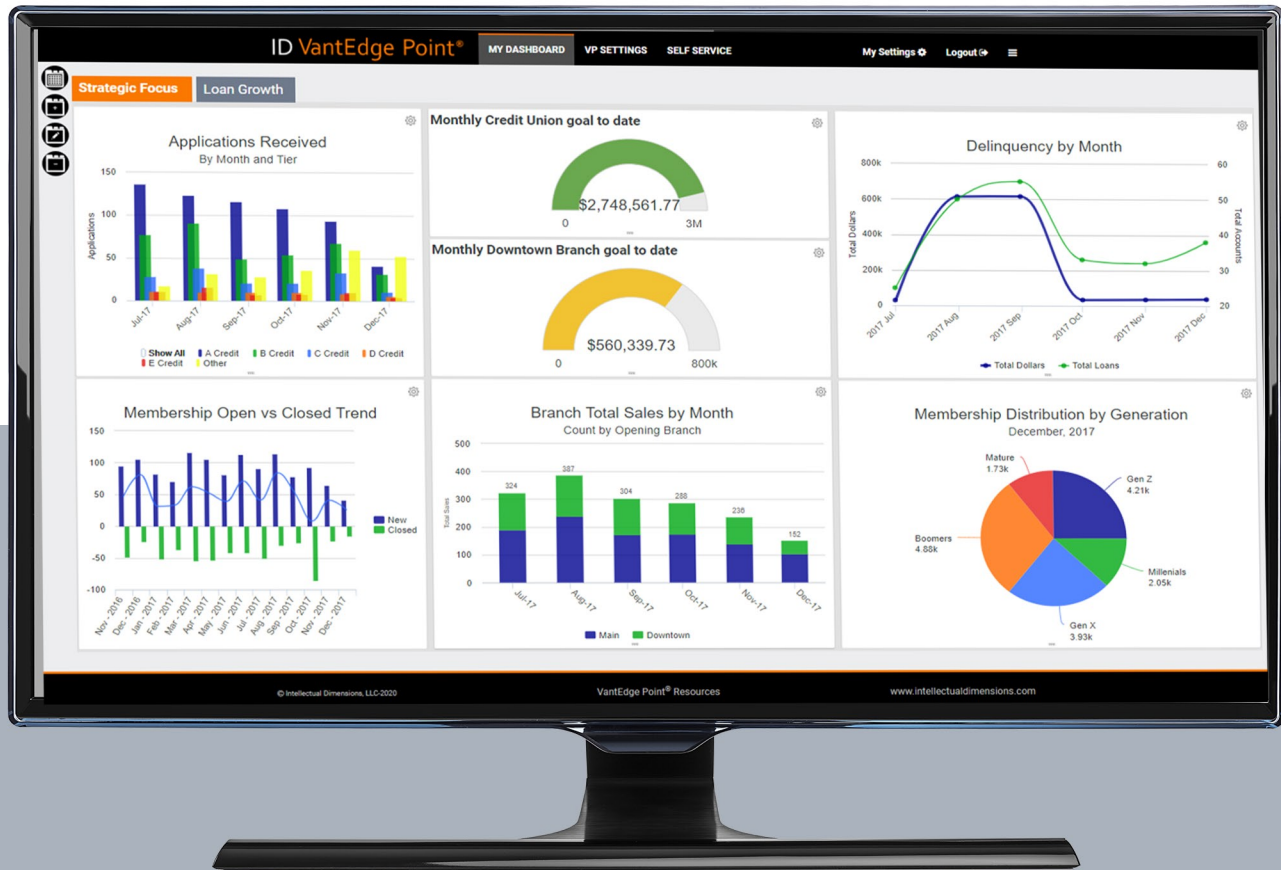 ID VantEdge Point®
MY DASHBOARD
VP SETTINGS
SELF SERVICE
My Settings
Logout
Strategic Focus
Loan Growth
Applications Received
By Month and Tier
Applications
150
100
50
0
Jul-17
Aug-17
Sep-17
Oct-17
Nov-17
Dec-17
Show All
A Credit
B Credit
C Credit
D Credit
E Credit
Other
Monthly Credit Union goal to date
$2,748,561.77
0
3M
Monthly Downtown Branch goal to date
$560,339.73
0
800k
Delinquency by Month
Total Dollars
800k
600k
400k
200k
0
60
50
40
30
20
Total Accounts
2017 Jul
2017 Aug
2017 Sep
2017 Oct
2017 Nov
2017 Dec
Total Dollars
Total Loans
Membership Open vs Closed Trend
150
100
50
0
-50
-100
New
Closed
Nov - 2016
Dec - 2016
Jan - 2017
Feb - 2017
Mar - 2017
Apr - 2017
May - 2017
Jun - 2017
Jul - 2017
Aug - 2017
Sep - 2017
Oct - 2017
Nov - 2017
Dec - 2017
Branch Total Sales by Month
Count by Opening Branch
Total Sales
500
400
300
200
100
0
324
387
304
288
236
152
Jul-17
Aug-17
Sep-17
Oct-17
Nov-17
Dec-17
Main
Downtown
Membership Distribution by Generation
December, 2017
Mature
1.73k
Gen Z
4.21k
Boomers
4.88k
Millenials
2.05k
Gen X
3.93k
© Intellectual Dimensions, LLC-2020
VantEdge Point® Resources
www.intellectualdimensions.com